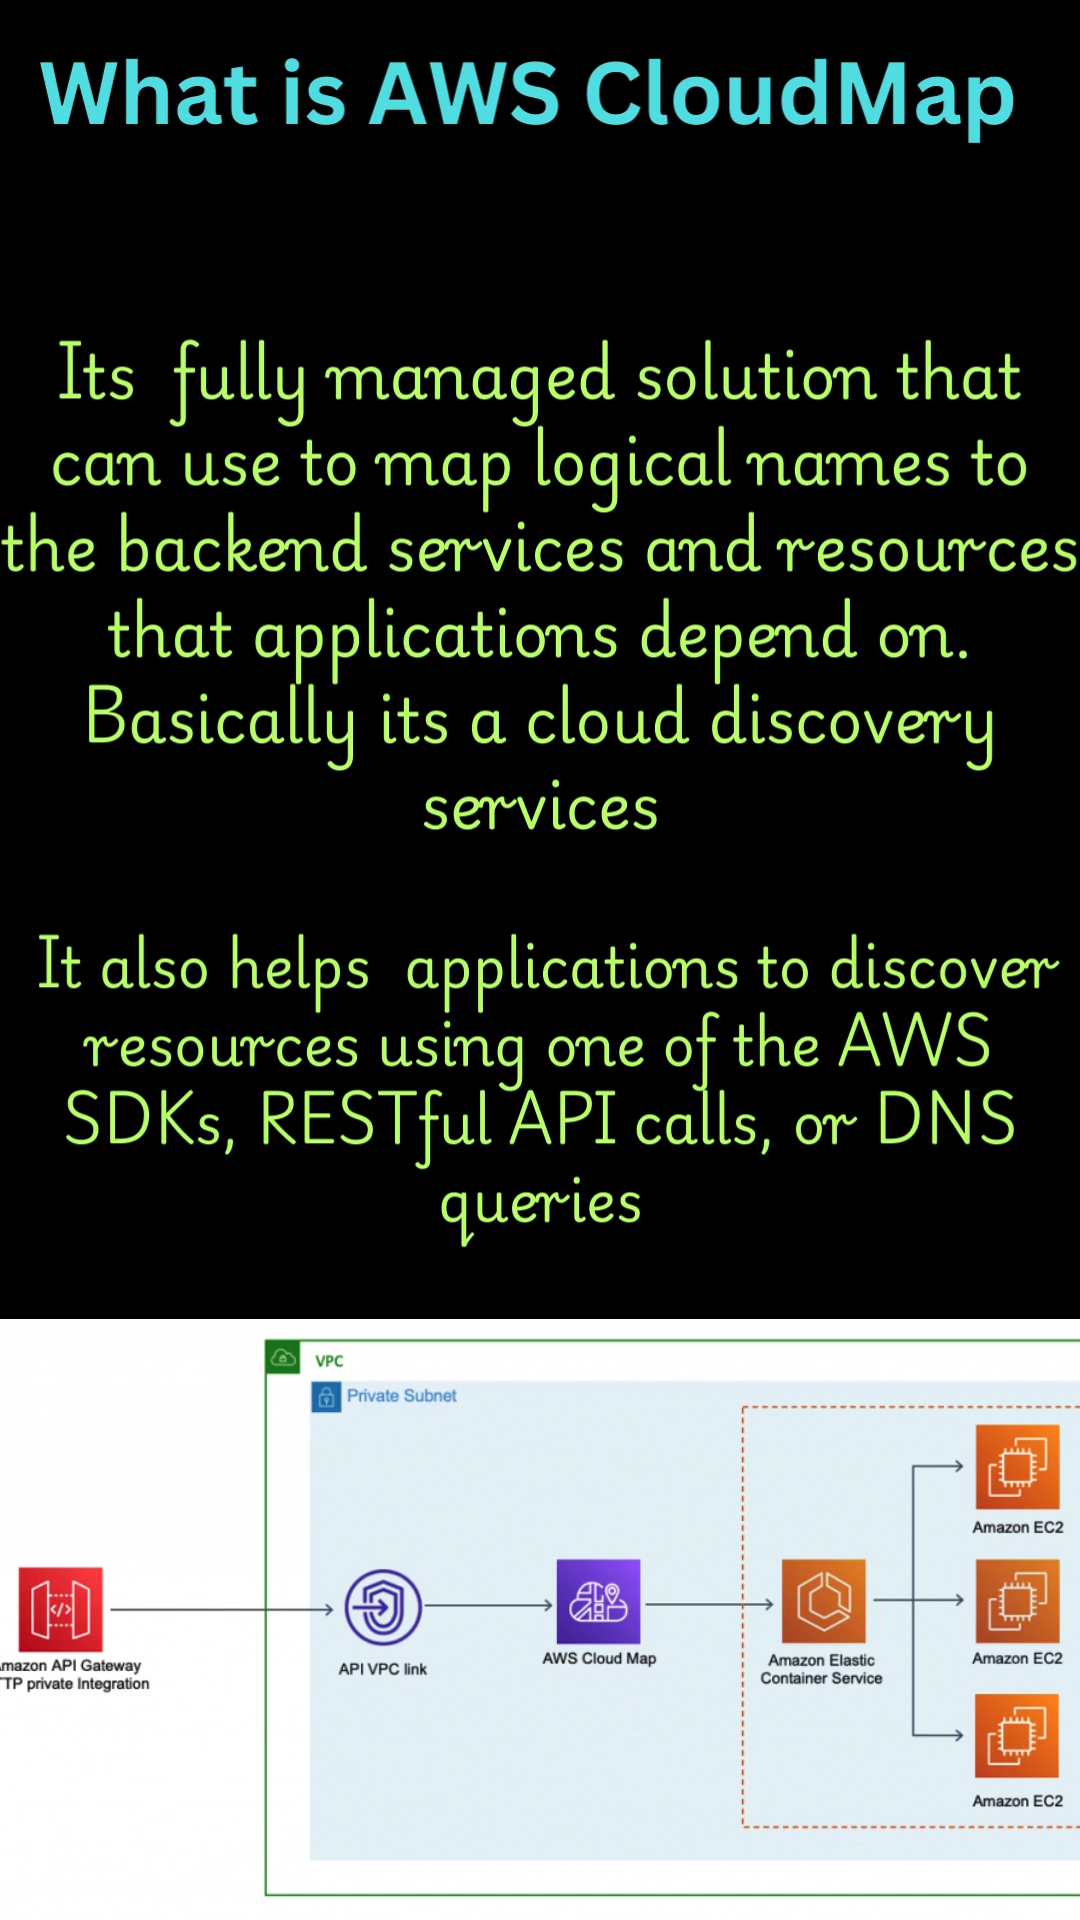 What is AWS CloudMap
Its fully managed solution that
can use to map logical names to
the backend services and resources
that applications depend on.
Basically its a cloud discovery
services
It also helps applications to discover
resources using one of the AWS
SDKs, RESTful API calls, or DNS
queries
VPC
Private Subnet
Amazon EC2
mazon API Gateway
TP private Integration
API VPC link
AWS Cloud Map
Amazon Elastic
Container Service
Amazon EC2
Amazon EC2